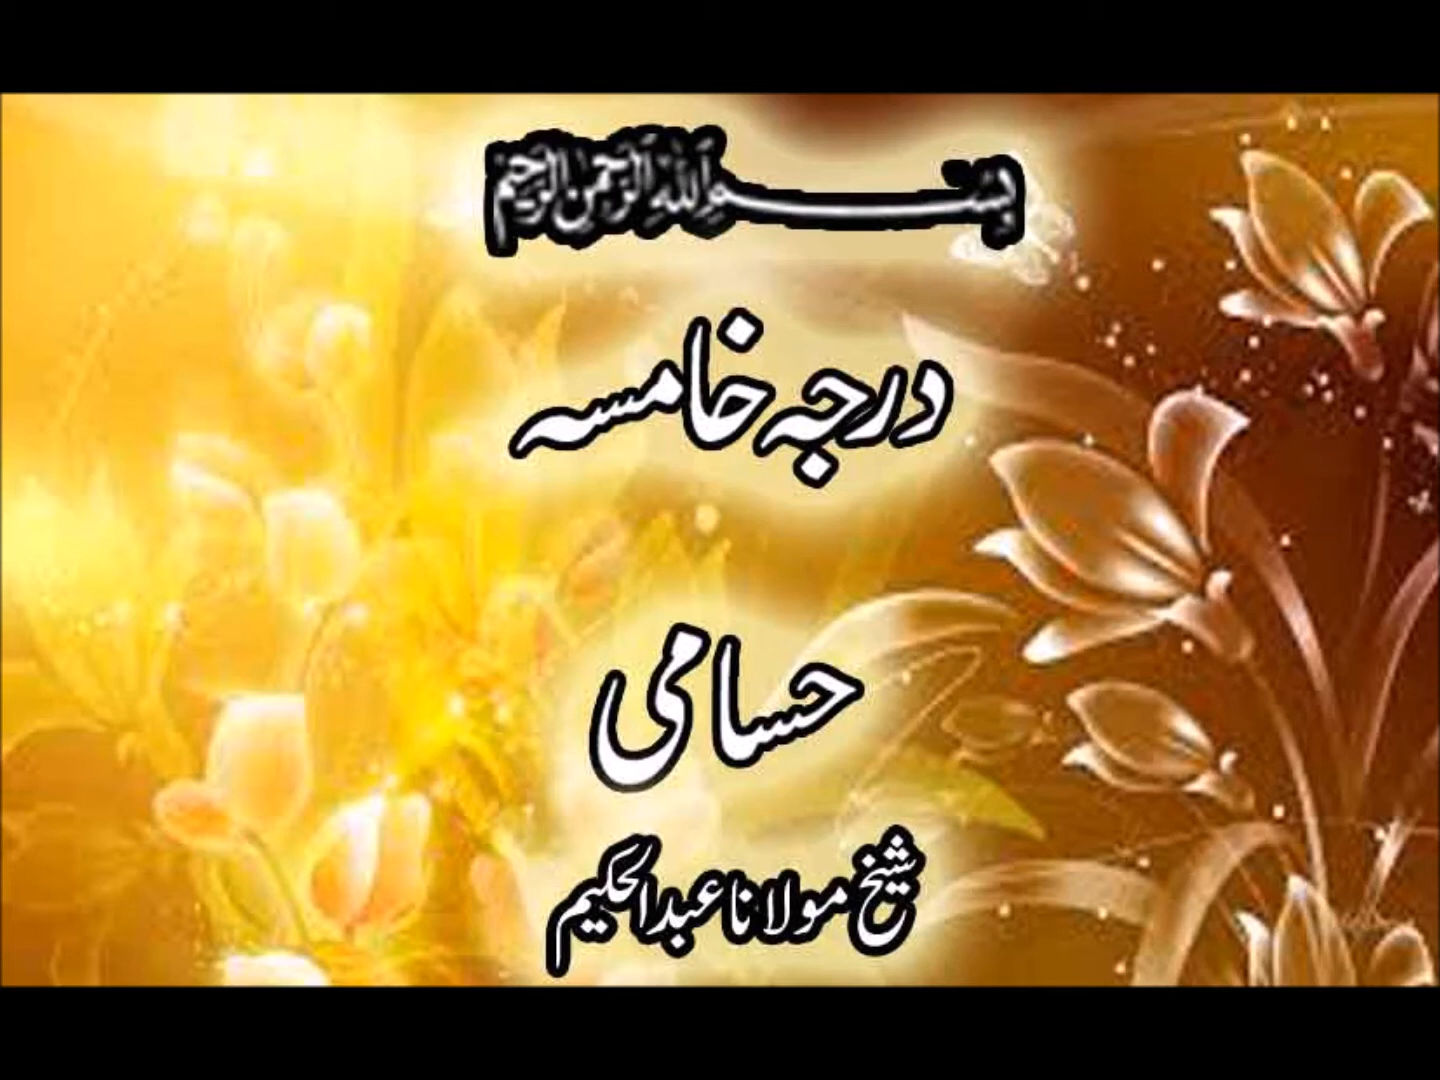 بسم الله الرحمن الرحيم
درجہ خامسہ
حسامی
شیخ مولانا عبدالحکیم